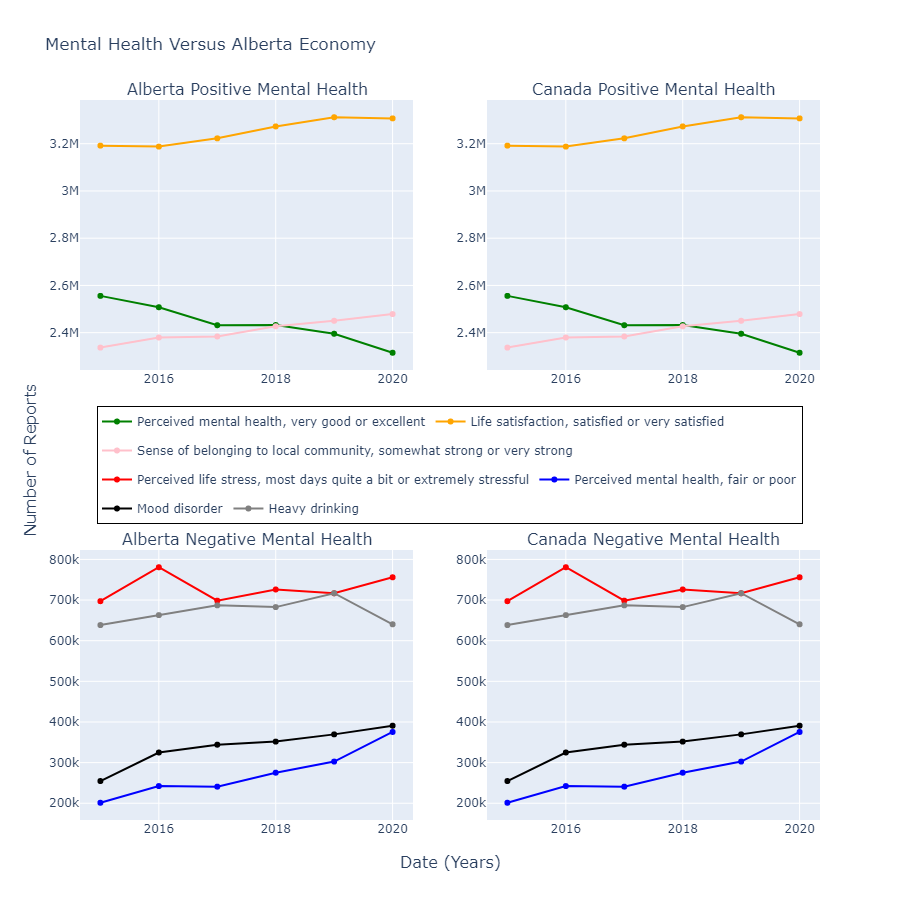 Mental Health Versus Alberta Economy
Alberta Positive Mental Health
Canada Positive Mental Health
3.2M
3M
2.8M
2.6M
2.4M
2016
2018
2020
3.2M
3M
2.8M
2.6M
2.4M
2016
2018
2020
Number of Reports
Perceived mental health, very good or excellent
Life satisfaction, satisfied or very satisfied
Sense of belonging to local community, somewhat strong or very strong
Perceived life stress, most days quite a bit or extremely stressful
Perceived mental health, fair or poor
Mood disorder
Heavy drinking
Alberta Negative Mental Health
Canada Negative Mental Health
800k
700k
600k
500k
400k
300k
200k
2016
2018
2020
800k
700k
600k
500k
400k
300k
200k
2016
2018
2020
Date (Years)